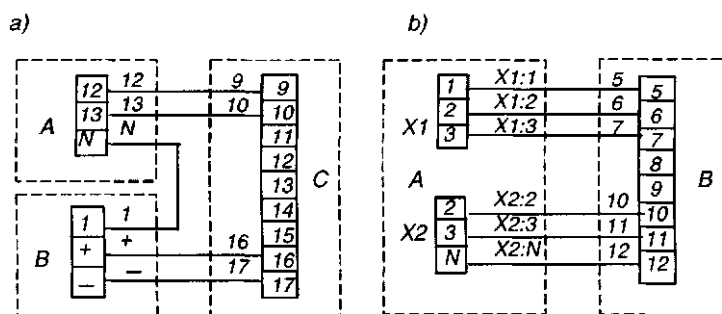 a)
b)
12 12 9 9
13 13 10 10
A N N 11
12
13 C
14
1 1 15
B + + 16 16
– – 17 17
1 X1:1 5 5
X1 2 X1:2 6 6
3 X1:3 7 7
8
A 9 B
2 X2:2 10 10
X2 3 X2:3 11 11
N X2:N 12 12